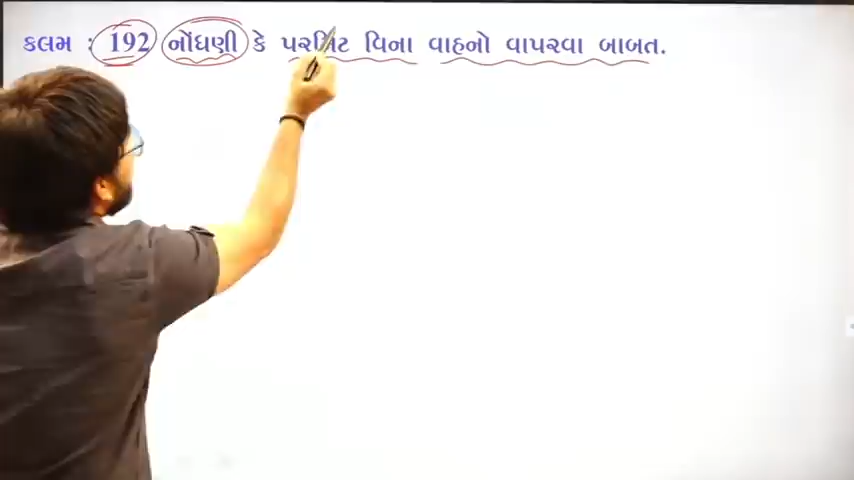 કલમ : 192 નોંધણી કે પરમિટ વિના વાહનો વાપરવા બાબત.